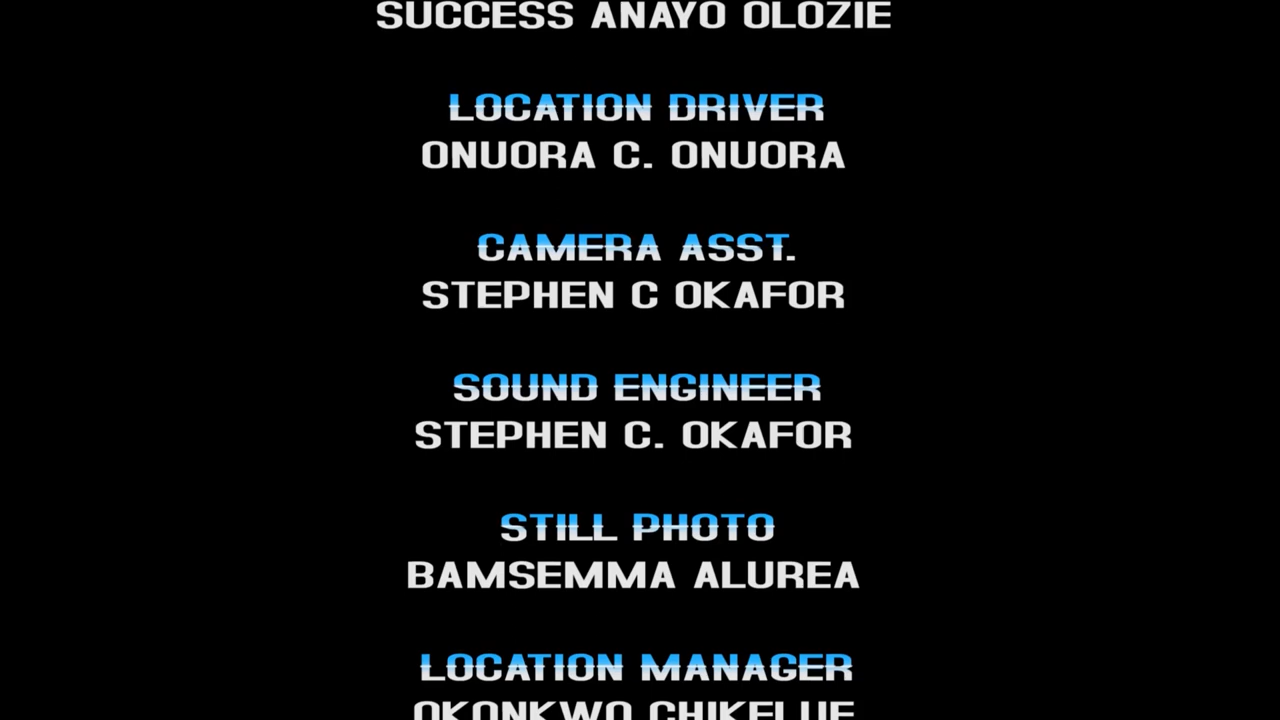 SUCCESS ANAYO OLOZIE
LOCATION DRIVER
ONUORA C. ONUORA
CAMERA ASST.
STEPHEN C OKAFOR
SOUND ENGINEER
STEPHEN C. OKAFOR
STILL PHOTO
BAMSEMMA ALUREA
LOCATION MANAGER
OKONKWO CHIKELUE